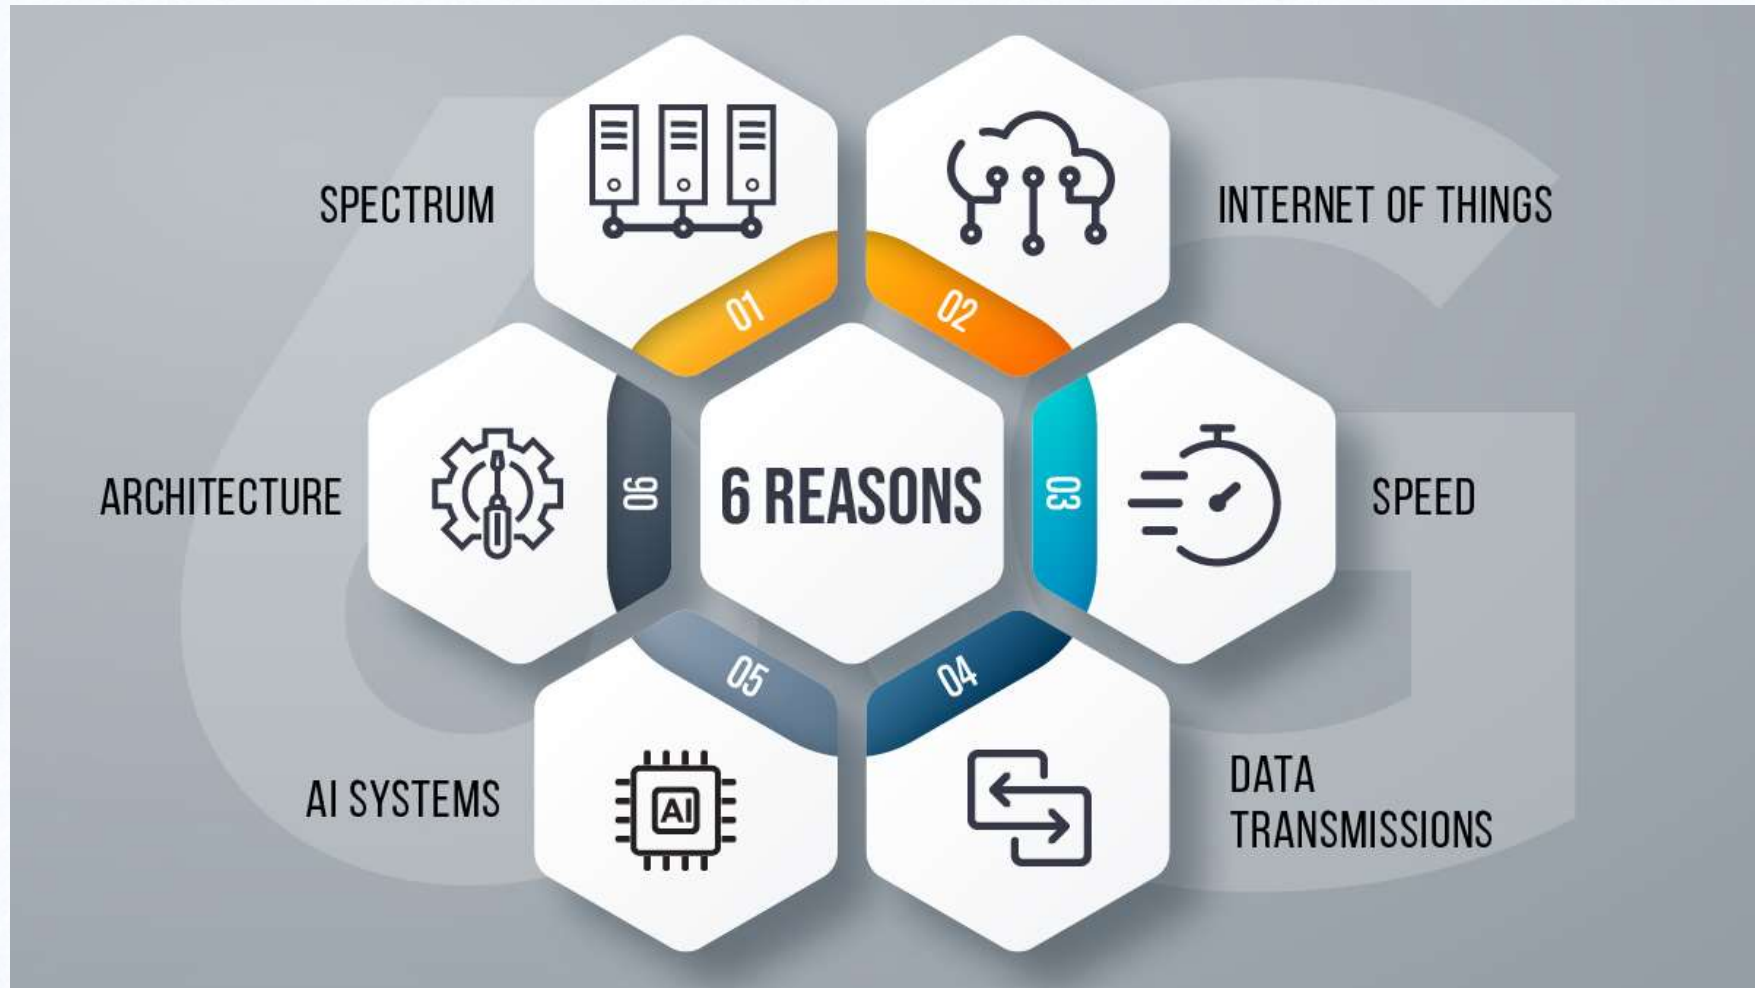 6G
6 REASONS
01
SPECTRUM
02
INTERNET OF THINGS
03
SPEED
04
DATA
TRANSMISSIONS
05
AI SYSTEMS
AI
06
ARCHITECTURE